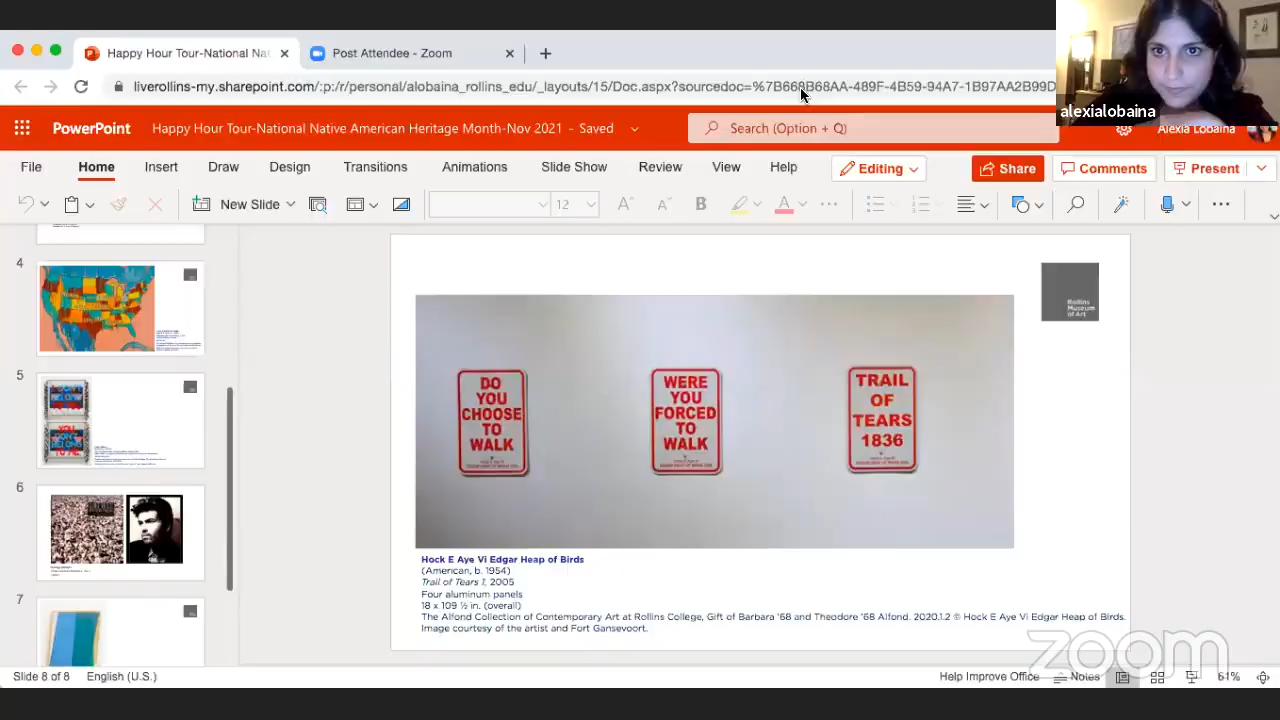 Happy Hour Tour-National Na
Post Attendee - Zoom
liverollins-my.sharepoint.com/:p:/r/personal/alobaina_rollins_edu/_layouts/15/Doc.aspx?sourcedoc=%7B668B68AA-489F-4B59-94A7-1B97AA2B99D
alexialobaina
PowerPoint
Happy Hour Tour-National Native American Heritage Month-Nov 2021 - Saved
Search (Option + Q)
Alexia Lobaina
File
Home
Insert
Draw
Design
Transitions
Animations
Slide Show
Review
View
Help
Editing
Share
Comments
Present
New Slide
12
B
A
4
5
6
7
Rollins
Museum
of Art
DO
YOU
CHOOSE
TO
WALK
WERE
YOU
FORCED
TO
WALK
TRAIL
OF
TEARS
1836
Hock E Aye Vi Edgar Heap of Birds
(American, b. 1954)
Trail of Tears 1, 2005
Four aluminum panels
18 x 109 ½ in. (overall)
The Alfond Collection of Contemporary Art at Rollins College, Gift of Barbara '68 and Theodore '68 Alfond. 2020.1.2 © Hock E Aye Vi Edgar Heap of Birds.
Image courtesy of the artist and Fort Gansevoort.
zoom
Slide 8 of 8
English (U.S.)
Help Improve Office
Notes
61%